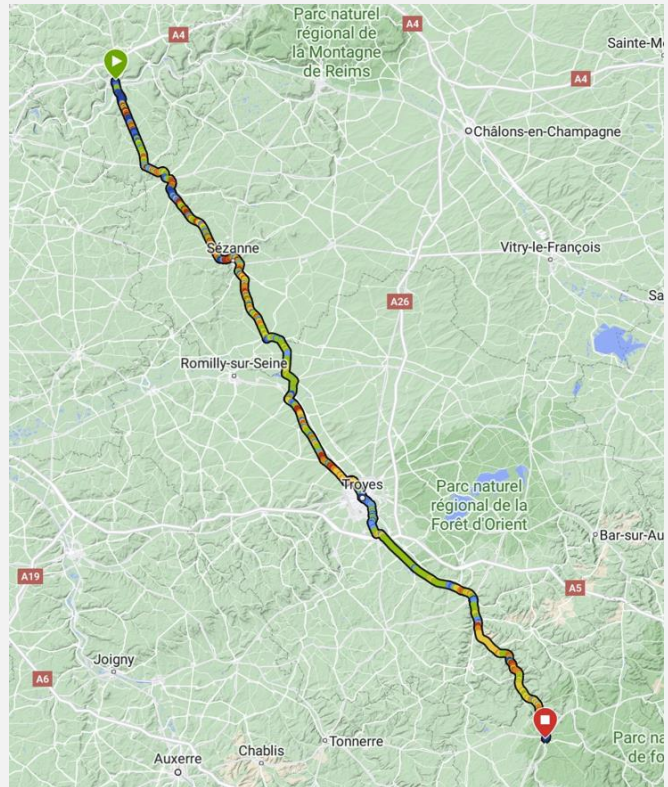 Parc naturel
régional de
la Montagne
de Reims
A4
A4
A4
Sainte-M
Châlons-en-Champagne
Sézanne
Vitry-le-François
A26
Sa
Romilly-sur-Seine
Troyes
Parc naturel
régional de la
Forêt d'Orient
Bar-sur-Au
A19
A5
Joigny
A6
Tonnerre
Chablis
Auxerre
Parc na
de fo